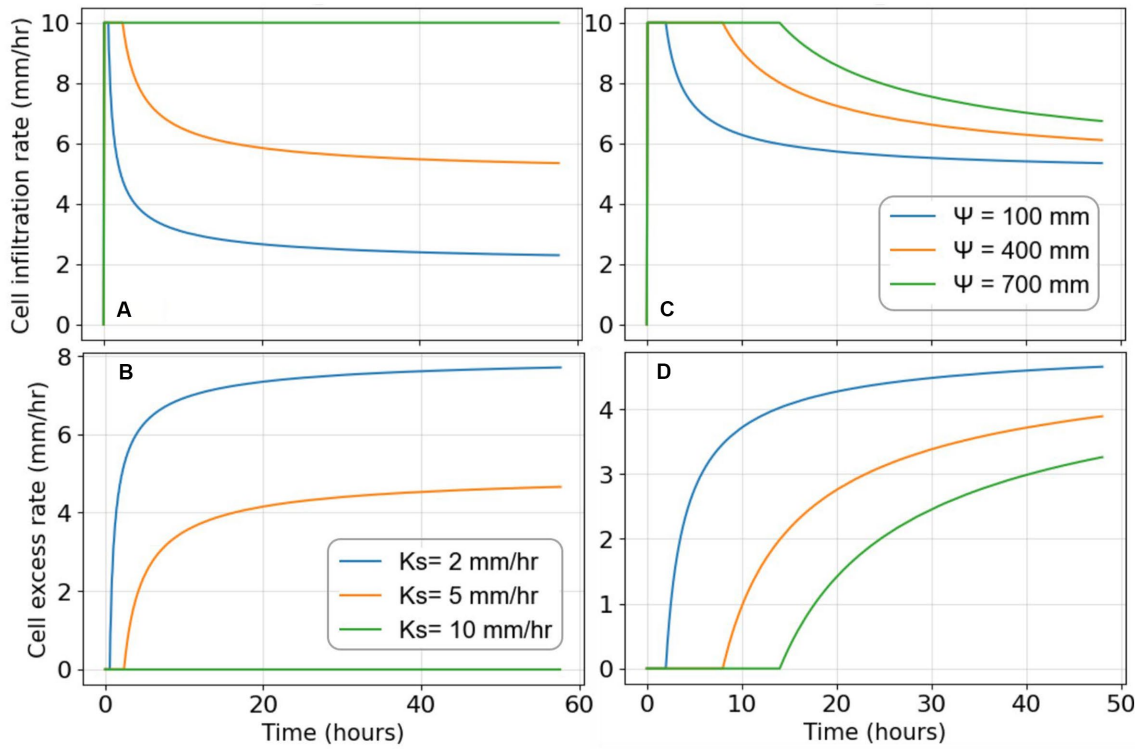 Cell infiltration rate (mm/hr)
10
8
6
4
2
0
A
10
8
6
4
2
0
C
Ψ = 100 mm
Ψ = 400 mm
Ψ = 700 mm
Cell excess rate (mm/hr)
8
6
4
2
0
B
Ks= 2 mm/hr
Ks= 5 mm/hr
Ks= 10 mm/hr
0 20 40 60
Time (hours)
4
3
2
1
0
D
0 10 20 30 40 50
Time (hours)